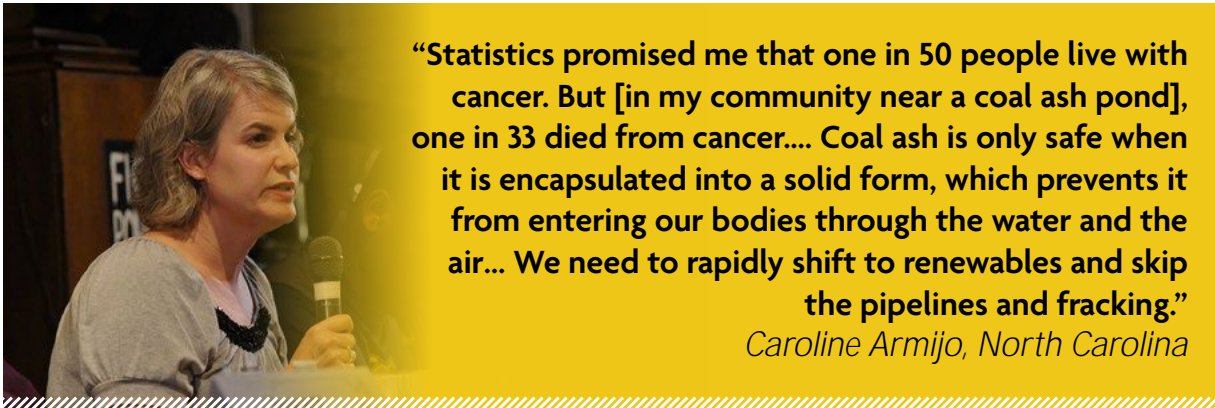 “Statistics promised me that one in 50 people live with
cancer. But [in my community near a coal ash pond],
one in 33 died from cancer.... Coal ash is only safe when
it is encapsulated into a solid form, which prevents it
from entering our bodies through the water and the
air... We need to rapidly shift to renewables and skip
the pipelines and fracking.”
Caroline Armijo, North Carolina